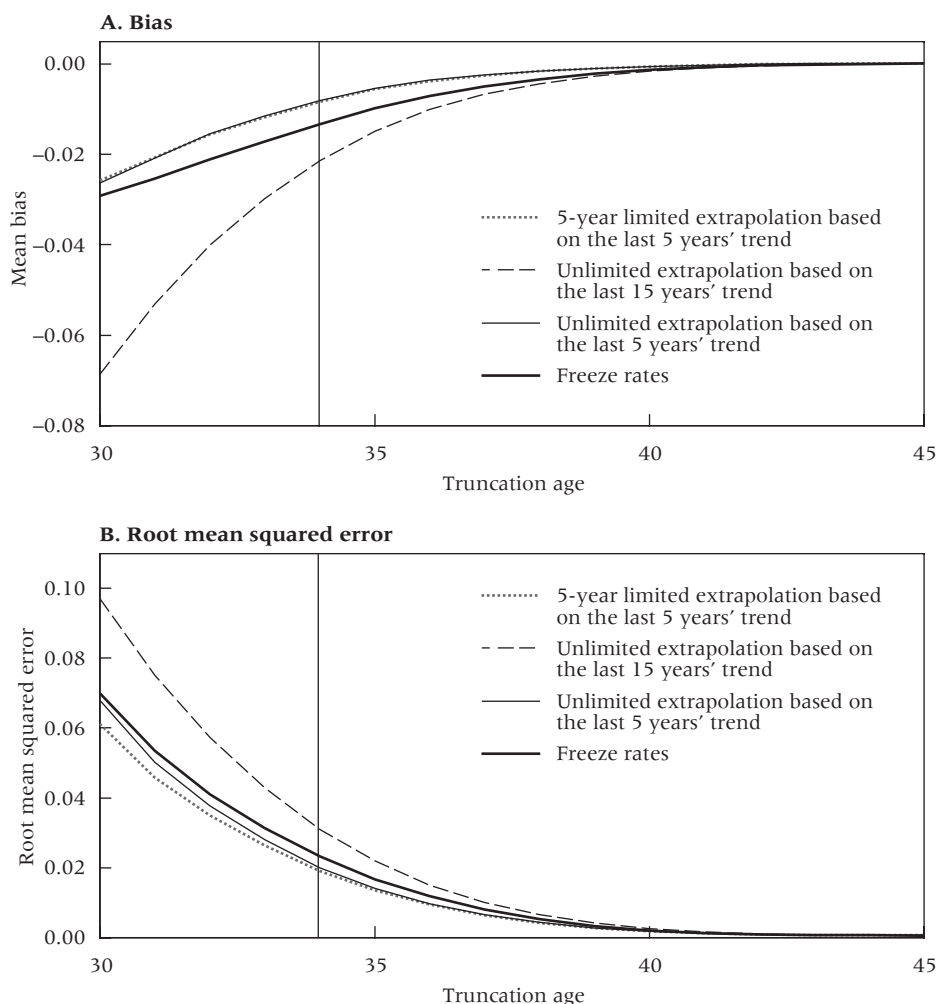 A. Bias
0.00
–0.02
–0.04
–0.06
–0.08
Mean bias
5-year limited extrapolation based
on the last 5 years’ trend
Unlimited extrapolation based on
the last 15 years’ trend
Unlimited extrapolation based on
the last 5 years’ trend
Freeze rates
30 35 40 45
Truncation age
B. Root mean squared error
0.10
0.08
0.06
0.04
0.02
0.00
Root mean squared error
5-year limited extrapolation based
on the last 5 years’ trend
Unlimited extrapolation based on
the last 15 years’ trend
Unlimited extrapolation based on
the last 5 years’ trend
Freeze rates
30 35 40 45
Truncation age